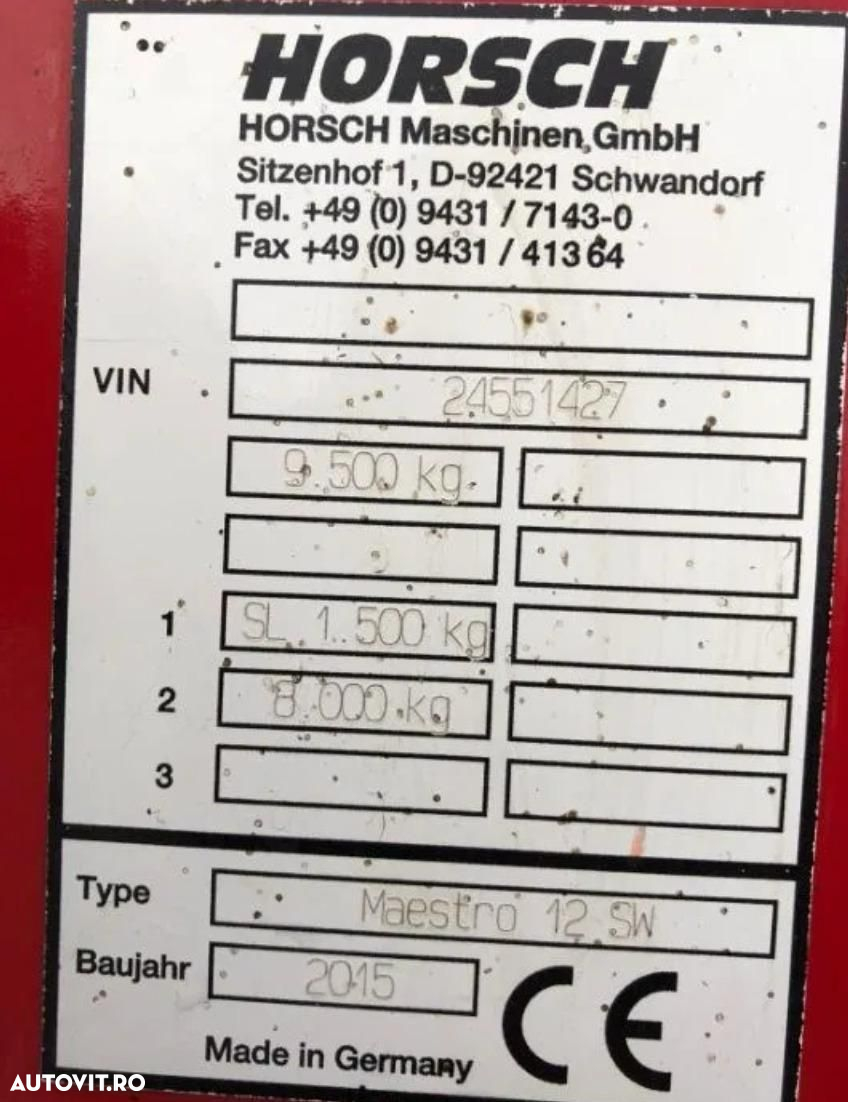 HORSCH
HORSCH Maschinen GmbH
Sitzenhof 1, D-92421 Schwandorf
Tel. +49 (0) 9431 / 7143-0
Fax +49 (0) 9431 / 41364
VIN 24551427
9.500 kg
1 SL 1..500 kg
2 8.000 kg
3
Type Maestro 12 SW
Baujahr 2015
CE
Made in Germany
AUTOVIT.RO